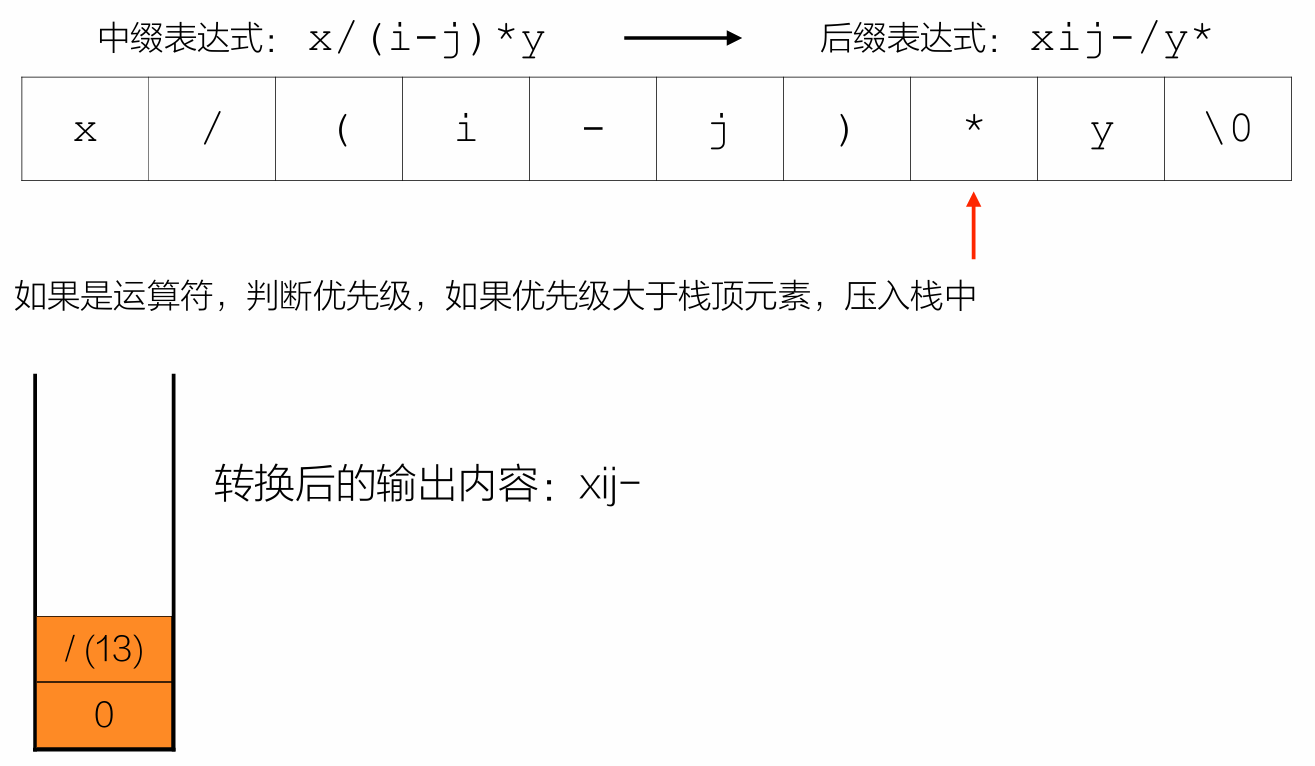 中缀表达式: x/(i-j)*y 后缀表达式: xij-/y*
x / ( i - j ) * y \0
如果是运算符，判断优先级，如果优先级大于栈顶元素，压入栈中
转换后的输出内容：xij-
/ (13)
0